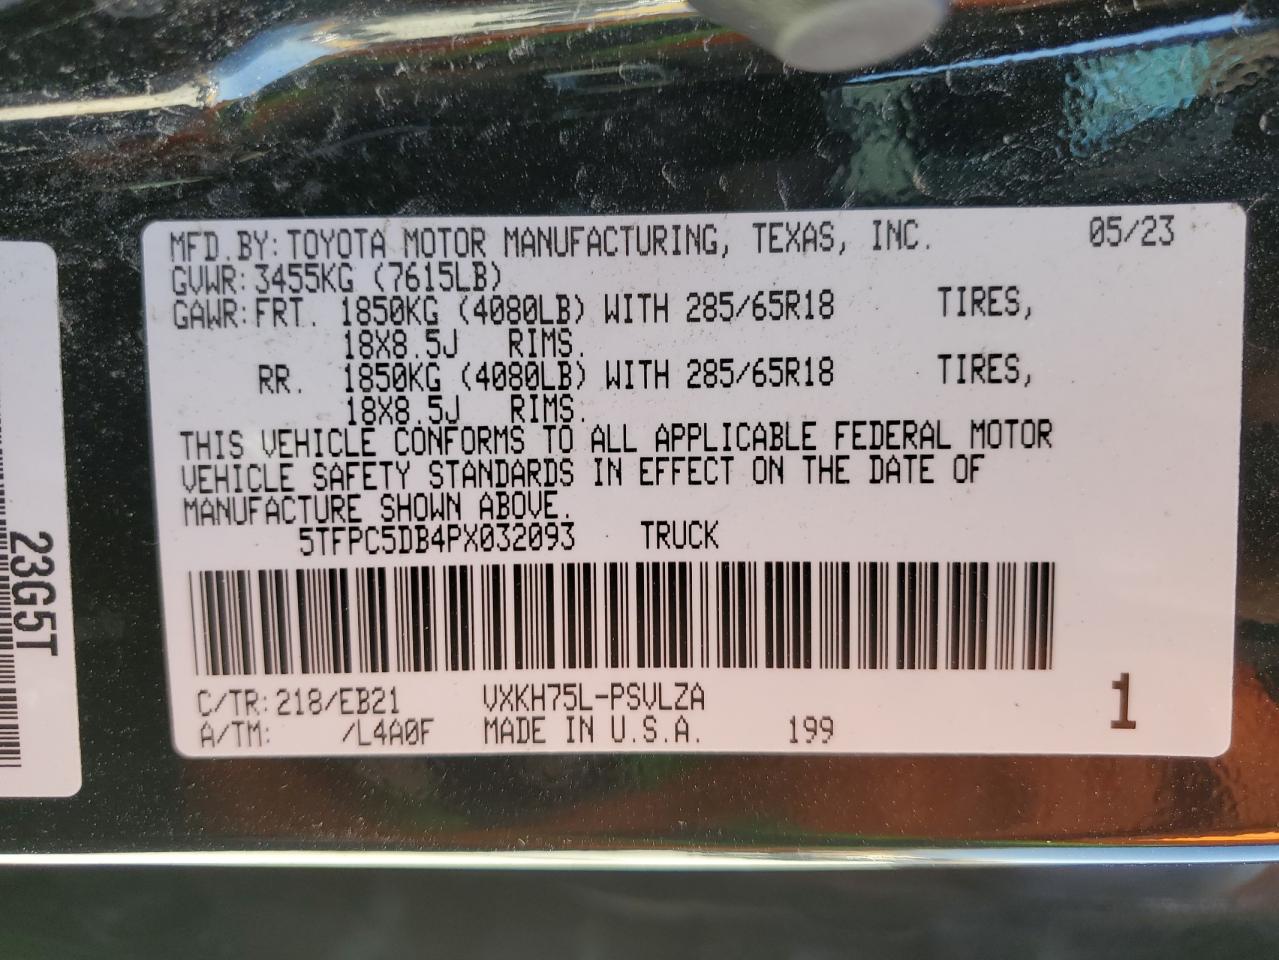 MFD.BY: TOYOTA MOTOR MANUFACTURING, TEXAS, INC. 05/23
GVWR: 3455KG (7615LB)
GAWR: FRT. 1850KG (4080LB) WITH 285/65R18 TIRES,
18X8.5J RIMS.
RR. 1850KG (4080LB) WITH 285/65R18 TIRES,
18X8.5J RIMS.
THIS VEHICLE CONFORMS TO ALL APPLICABLE FEDERAL MOTOR
VEHICLE SAFETY STANDARDS IN EFFECT ON THE DATE OF
MANUFACTURE SHOWN ABOVE.
5TFPC5DB4PX032093 TRUCK
C/TR: 218/EB21 VXKH75L-PSVLZA
A/TM: /L4A0F MADE IN U.S.A. 199
1
23G5T